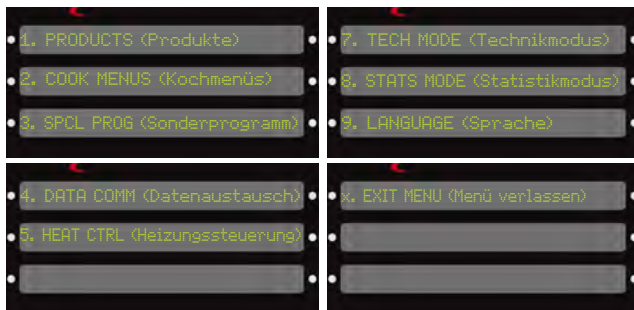 1. PRODUCTS (Produkte)
2. COOK MENUS (Kochmenüs)
3. SPCL PROG (Sonderprogramm)
4. DATA COMM (Datenaustausch)
5. HEAT CTRL (Heizungssteuerung)
7. TECH MODE (Technikmodus)
8. STATS MODE (Statistikmodus)
9. LANGUAGE (Sprache)
x. EXIT MENU (Menü verlassen)